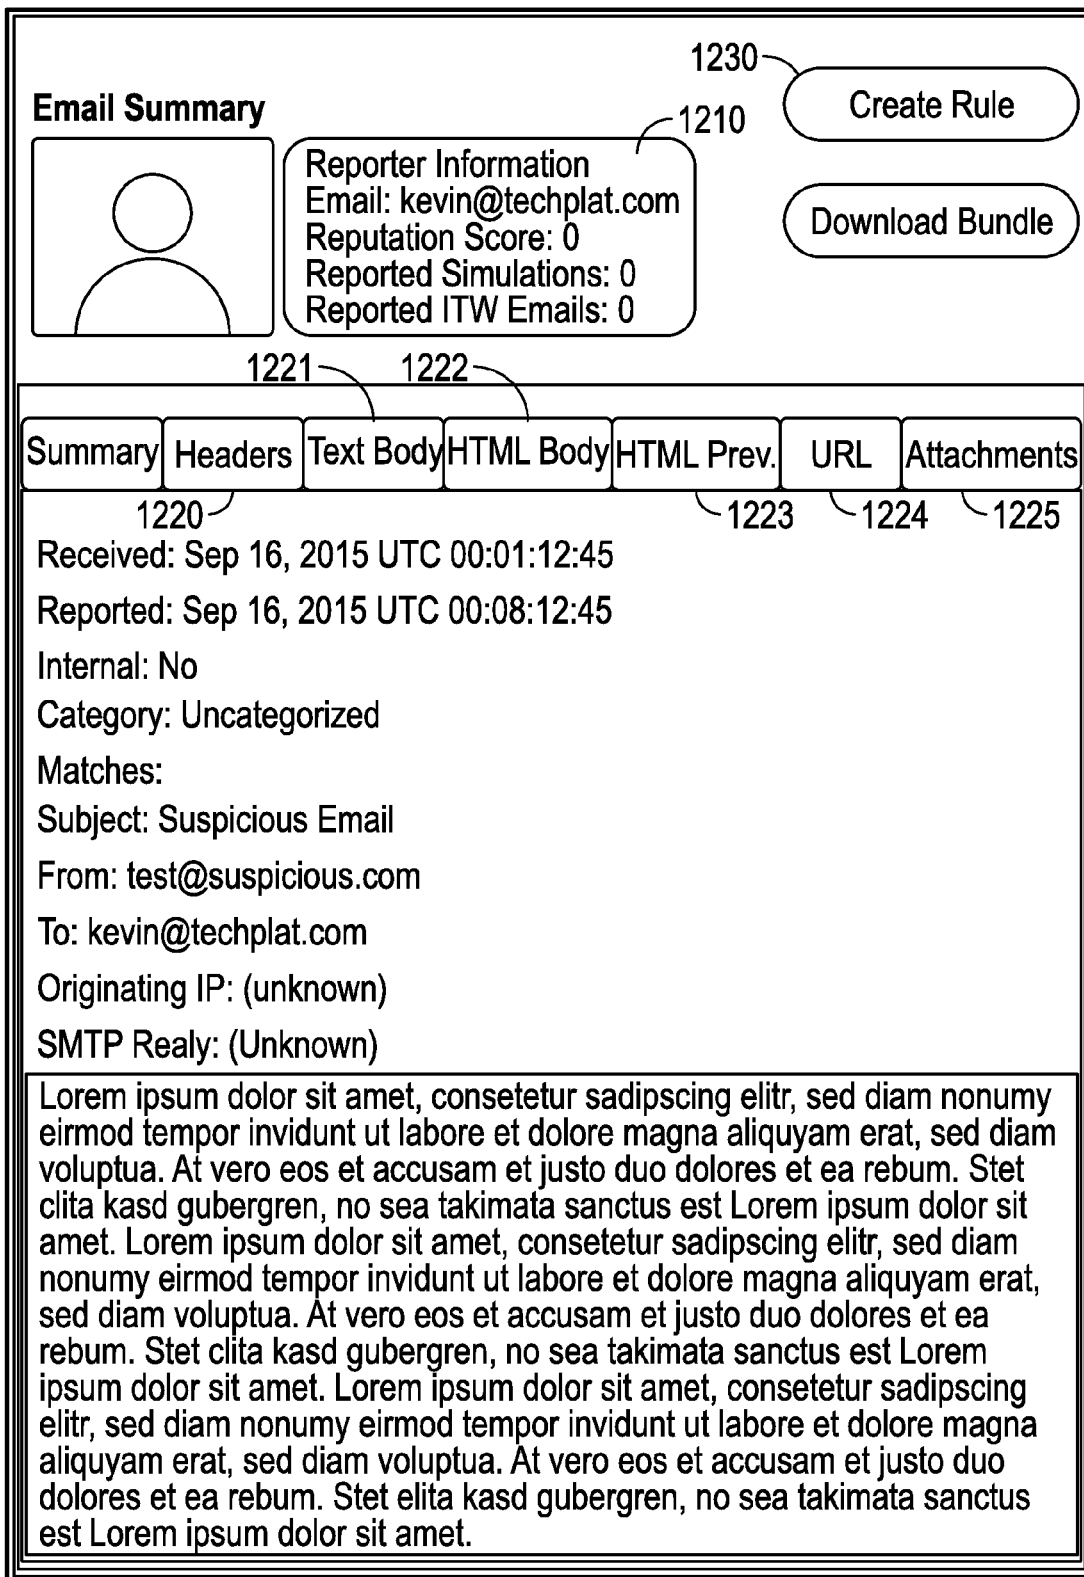 1230
Create Rule
Email Summary
1210
Reporter Information
Email: kevin@techplat.com
Reputation Score: 0
Reported Simulations: 0
Reported ITW Emails: 0
Download Bundle
1221
1222
Summary Headers Text Body HTML Body HTML Prev. URL Attachments
1220
1223
1224
1225
Received: Sep 16, 2015 UTC 00:01:12:45
Reported: Sep 16, 2015 UTC 00:08:12:45
Internal: No
Category: Uncategorized
Matches:
Subject: Suspicious Email
From: test@suspicious.com
To: kevin@techplat.com
Originating IP: (unknown)
SMTP Realy: (Unknown)
Lorem ipsum dolor sit amet, consetetur sadipscing elitr, sed diam nonumy
eirmod tempor invidunt ut labore et dolore magna aliquyam erat, sed diam
voluptua. At vero eos et accusam et justo duo dolores et ea rebum. Stet
clita kasd gubergren, no sea takimata sanctus est Lorem ipsum dolor sit
amet. Lorem ipsum dolor sit amet, consetetur sadipscing elitr, sed diam
nonumy eirmod tempor invidunt ut labore et dolore magna aliquyam erat,
sed diam voluptua. At vero eos et accusam et justo duo dolores et ea
rebum. Stet clita kasd gubergren, no sea takimata sanctus est Lorem
ipsum dolor sit amet. Lorem ipsum dolor sit amet, consetetur sadipscing
elitr, sed diam nonumy eirmod tempor invidunt ut labore et dolore magna
aliquyam erat, sed diam voluptua. At vero eos et accusam et justo duo
dolores et ea rebum. Stet elita kasd gubergren, no sea takimata sanctus
est Lorem ipsum dolor sit amet.